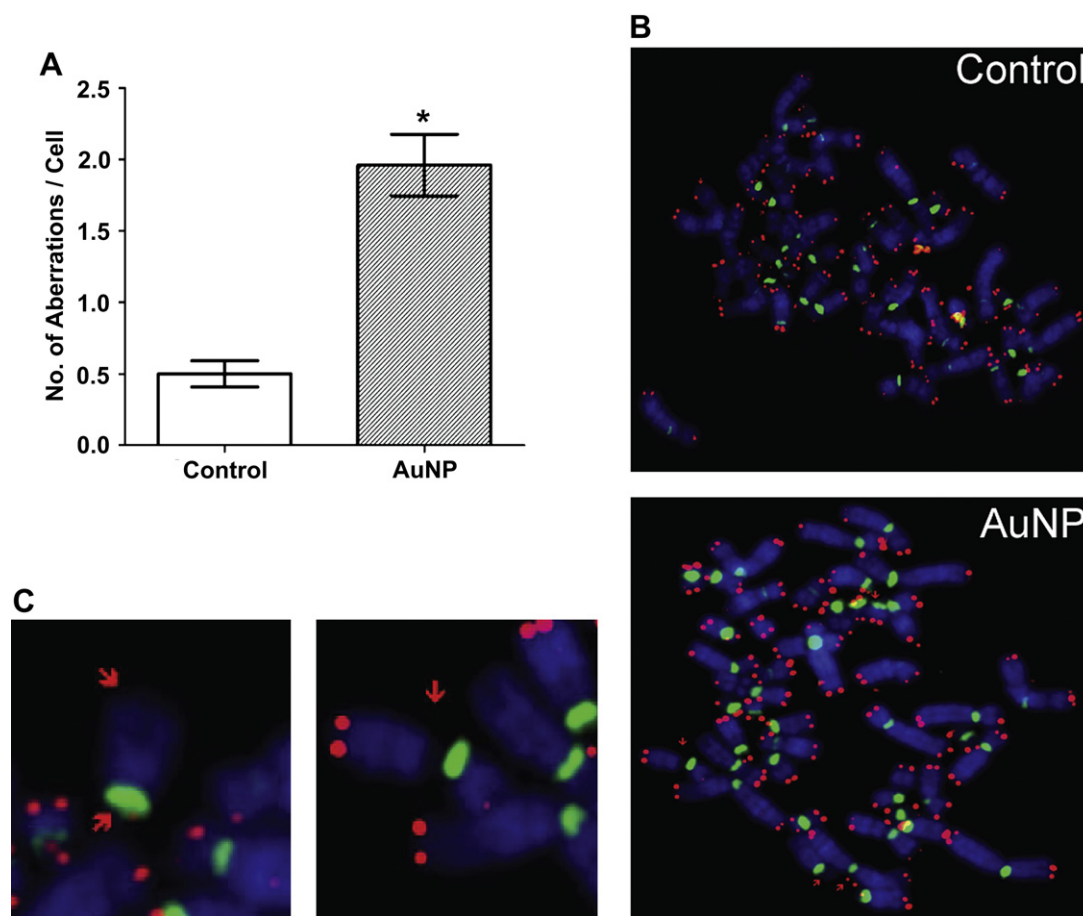 A
No. of Aberrations / Cell
2.5
2.0
1.5
1.0
0.5
0.0
*
Control
AuNP
B
Control
AuNP
C